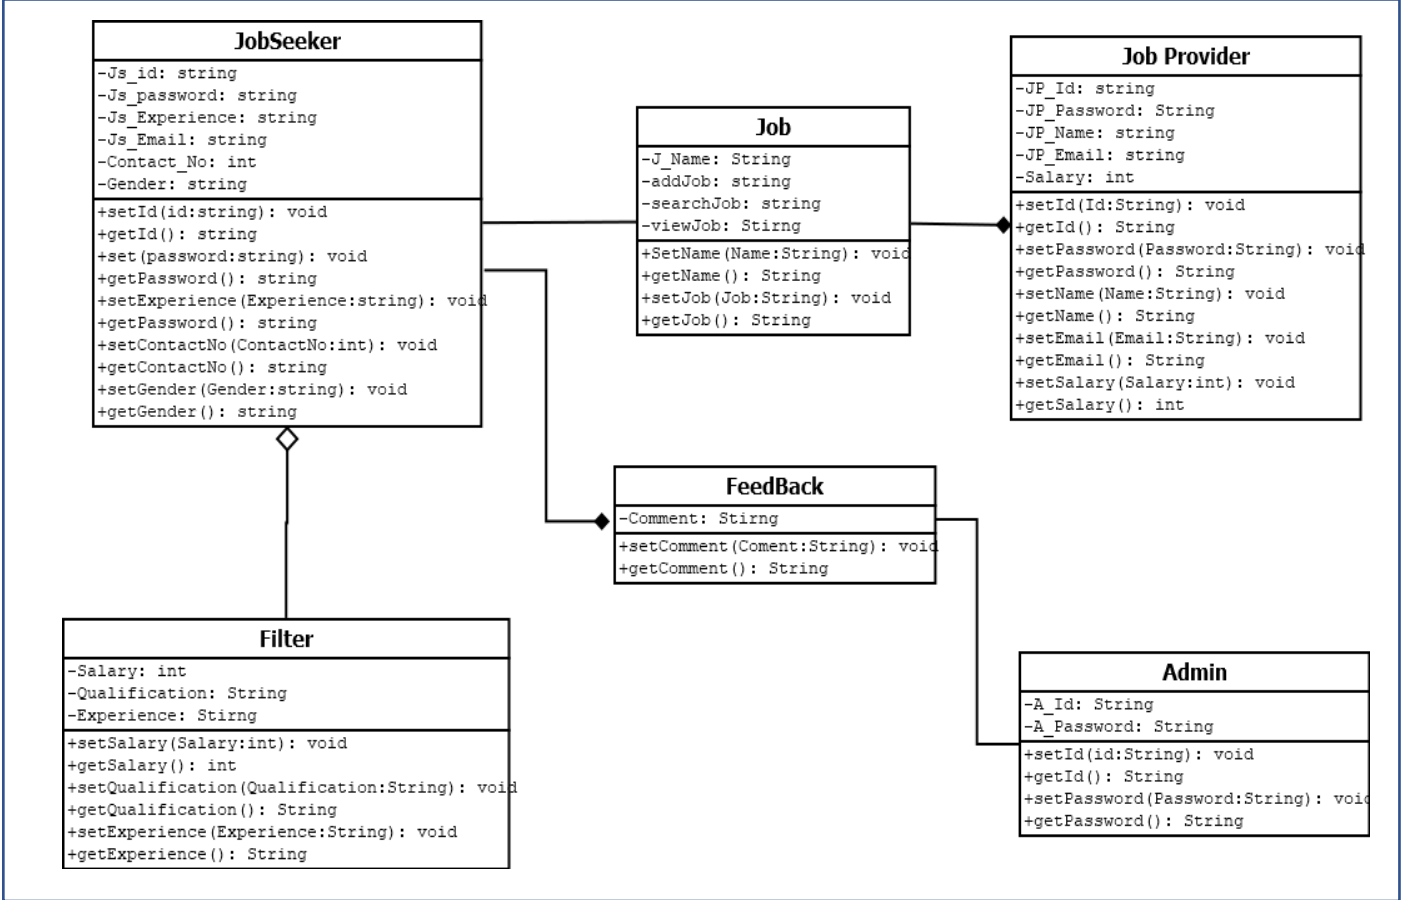 JobSeeker
-Js_id: string
-Js_password: string
-Js_Experience: string
-Js_Email: string
-Contact_No: int
-Gender: string
+setId(id:string): void
+getId(): string
+set(password:string): void
+getPassword(): string
+setExperience(Experience:string): void
+getPassword(): string
+setContactNo(ContactNo:int): void
+getContactNo(): string
+setGender(Gender:string): void
+getGender(): string
Job
-J_Name: String
-addJob: string
-searchJob: string
-viewJob: Stirng
+SetName(Name:String): void
+getName(): String
+setJob(Job:String): void
+getJob(): String
Job Provider
-JP_Id: string
-JP_Password: String
-JP_Name: string
-JP_Email: string
-Salary: int
+setId(Id:String): void
+getId(): String
+setPassword(Password:String): void
+getPassword(): String
+setName(Name:String): void
+getName(): String
+setEmail(Email:String): void
+getEmail(): String
+setSalary(Salary:int): void
+getSalary(): int
FeedBack
-Comment: Stirng
+setComment(Coment:String): void
+getComment(): String
Filter
-Salary: int
-Qualification: String
-Experience: Stirng
+setSalary(Salary:int): void
+getSalary(): int
+setQualification(Qualification:String): void
+getQualification(): String
+setExperience(Experience:String): void
+getExperience(): String
Admin
-A_Id: String
-A_Password: String
+setId(id:String): void
+getId(): String
+setPassword(Password:String): void
+getPassword(): String